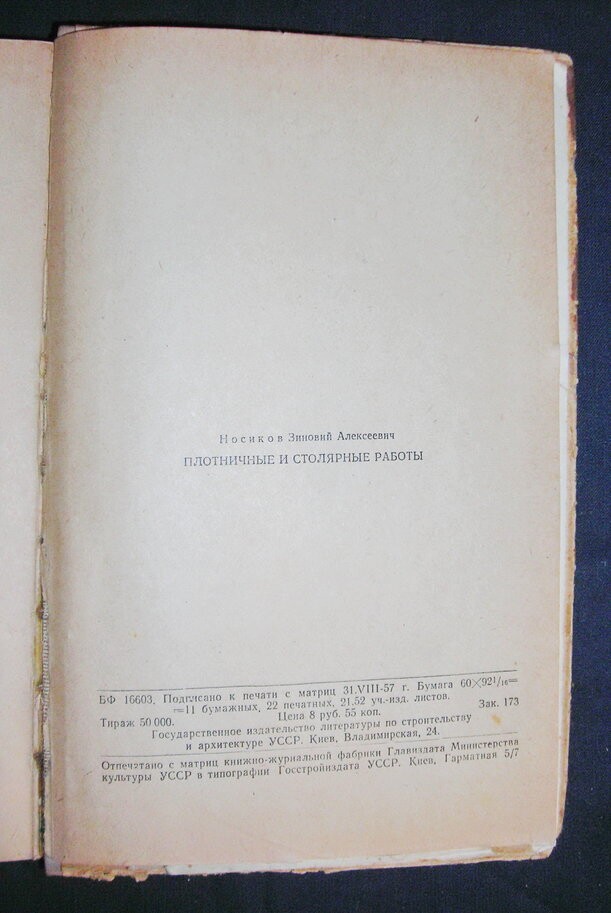 Носиков Зиновий Алексеевич
ПЛОТНИЧНЫЕ И СТОЛЯРНЫЕ РАБОТЫ
БФ 16603. Подписано к печати с матриц 31.VIII-57 г. Бумага 60×92¹/₁₆=
=11 бумажных, 22 печатных, 21,52 уч.-изд. листов.
Тираж 50 000. Цена 8 руб. 55 коп. Зак. 173
Государственное издательство литературы по строительству
и архитектуре УССР. Киев, Владимирская, 24.
Отпечатано с матриц книжно-журнальной фабрики Главиздата Министерства
культуры УССР в типографии Госстройиздата УССР. Киев, Гарматная 5/7